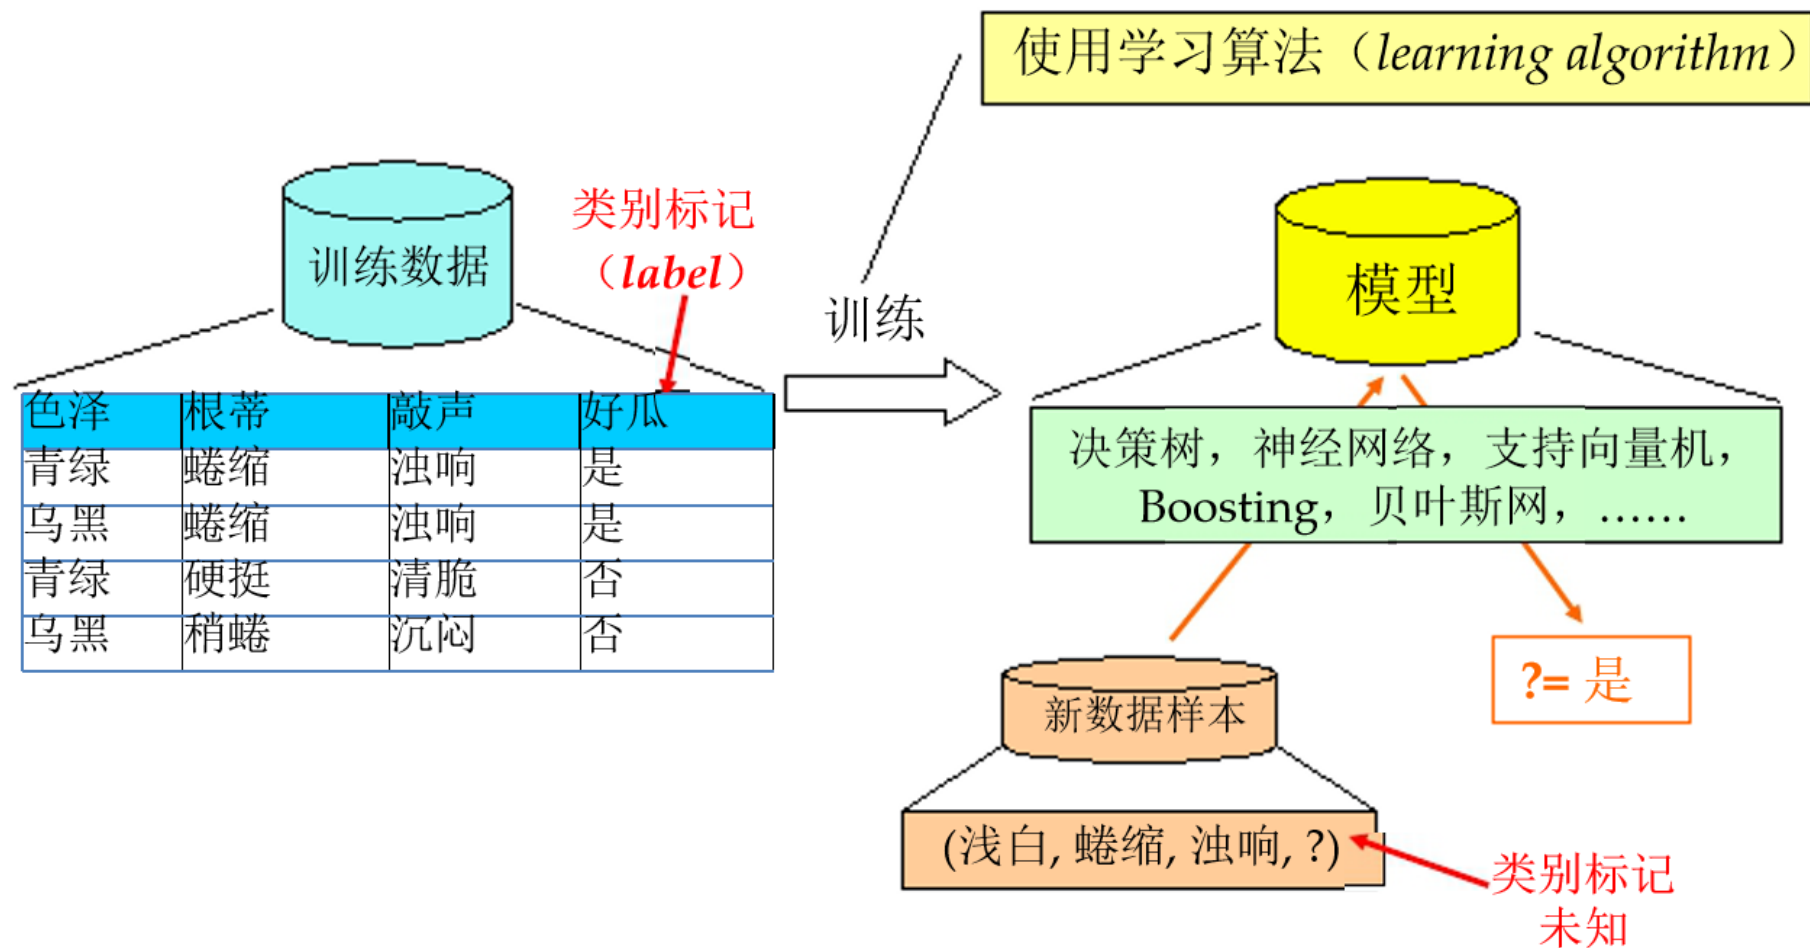 使用学习算法（learning algorithm）
类别标记
（label）
训练数据
训练
模型
色泽 根蒂 敲声 好瓜
青绿 蜷缩 浊响 是
乌黑 蜷缩 浊响 是
青绿 硬挺 清脆 否
乌黑 稍蜷 沉闷 否
决策树，神经网络，支持向量机，
Boosting，贝叶斯网，……
?= 是
新数据样本
(浅白, 蜷缩, 浊响, ?)
类别标记
未知